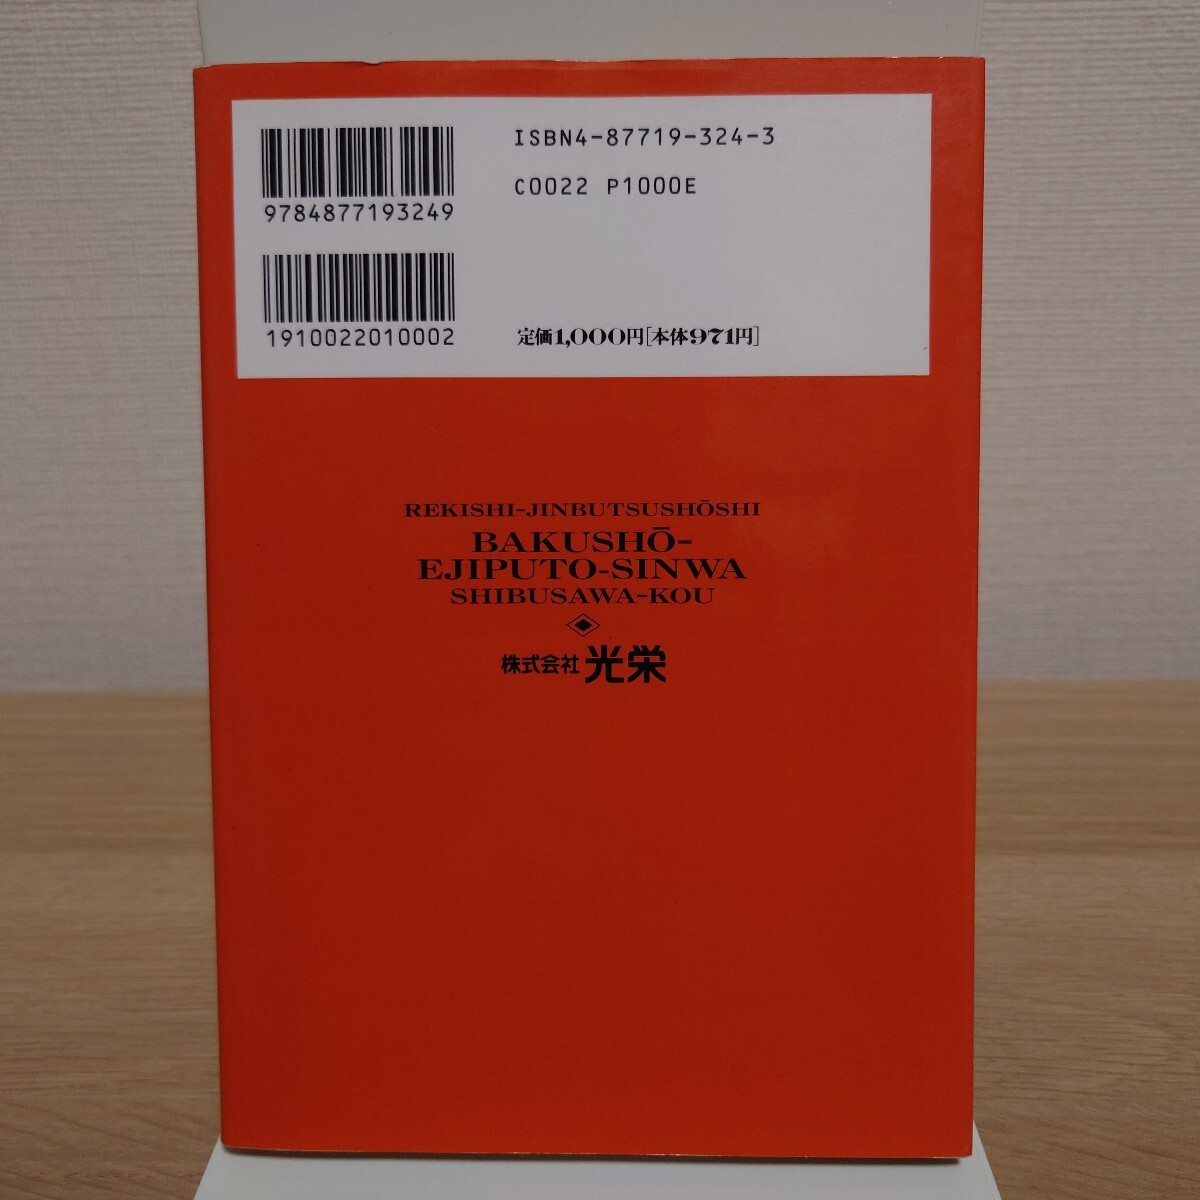 ISBN4-87719-324-3
C0022 P1000E
9784877193249
1910022010002
定価1,000円[本体971円]
REKISHI-JINBUTSUSHŌSHI
BAKUSHŌ-
EJIPUTO-SINWA
SHIBUSAWA-KOU
株式会社 光栄